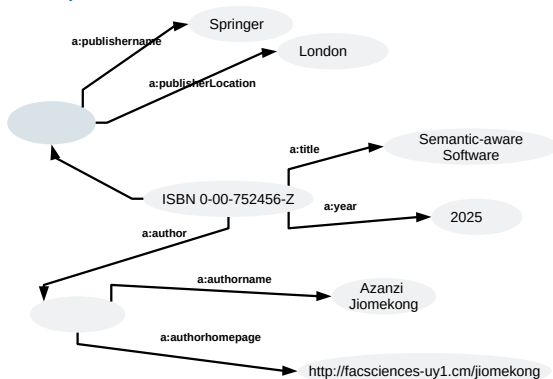 Springer
a:publishername
London
a:publisherLocation
Semantic-aware
Software
a:title
ISBN 0-00-752456-Z
a:year
2025
a:author
a:authorname
Azanzi
Jiomekong
a:authorhomepage
http://facsciences-uy1.cm/jiomekong